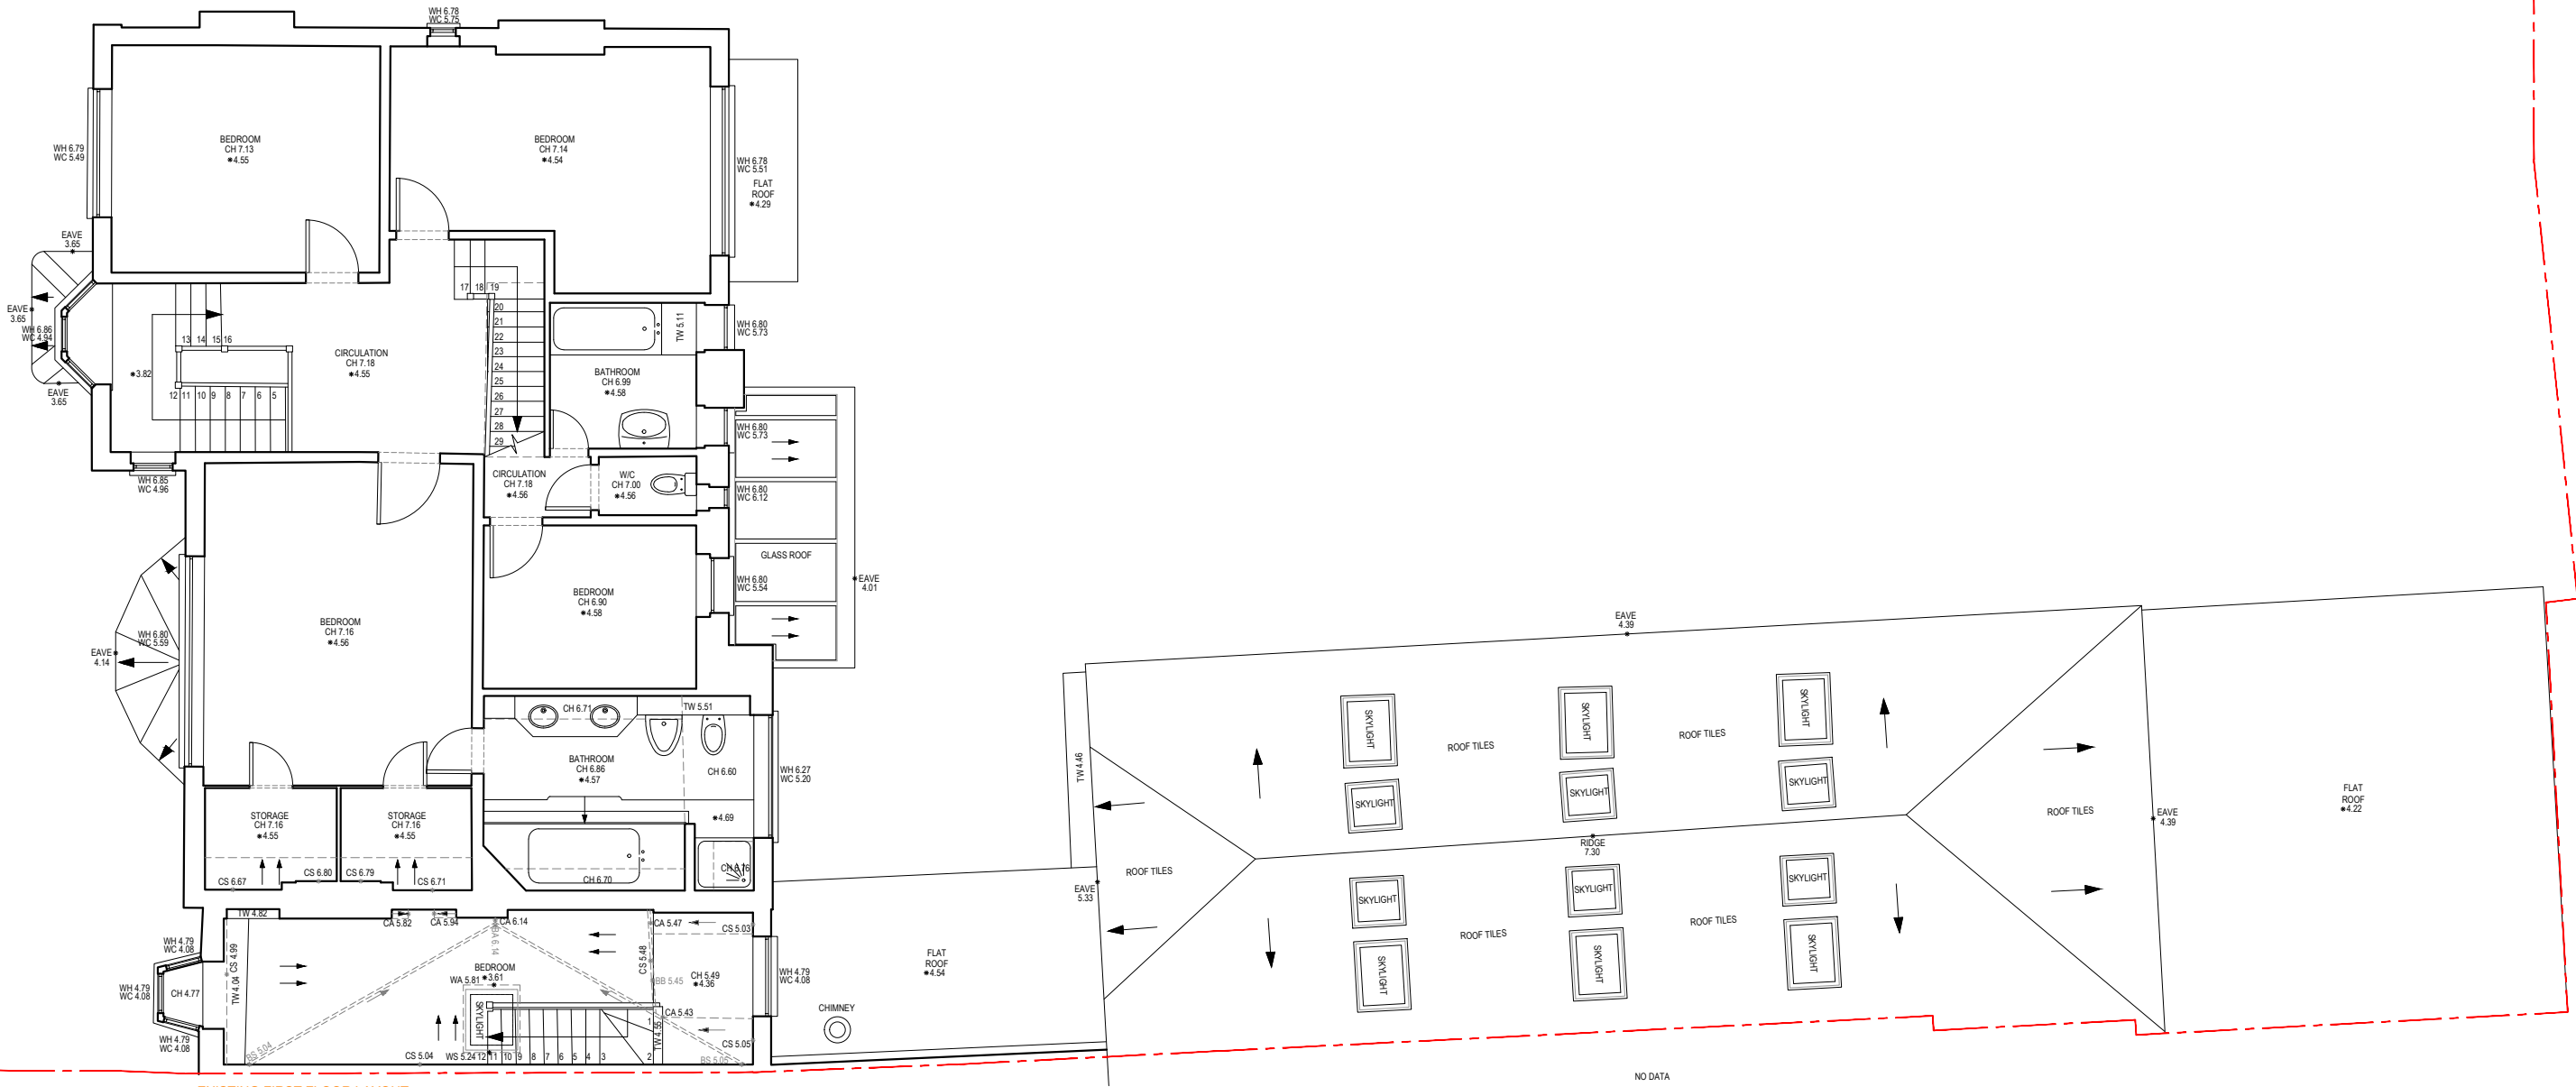 WH 6.78
WC 5.75
BEDROOM
CH 7.13
*4.55
BEDROOM
CH 7.14
*4.54
WH 6.79
WC 5.49
WH 6.78
WC 5.51
FLAT
ROOF
*4.29
EAVE
3.65
EAVE
3.65
WH 6.86
WC 4.94
EAVE
3.65
*3.82
13 14 15 16
12 11 10 9 8 7 6 5
CIRCULATION
CH 7.18
*4.55
17 18 19
20
21
22
23
24
25
26
27
28
29
TW 5.11
WH 6.80
WC 5.73
BATHROOM
CH 6.99
*4.58
WH 6.80
WC 5.73
WH 6.85
WC 4.96
CIRCULATION
CH 7.18
*4.56
W/C
CH 7.00
*4.56
WH 6.80
WC 6.12
GLASS ROOF
WH 6.80
WC 5.54
EAVE
4.01
BEDROOM
CH 6.90
*4.58
BEDROOM
CH 7.16
*4.56
WH 6.80
WC 5.59
EAVE
4.14
CH 6.71
TW 5.51
BATHROOM
CH 6.86
*4.57
CH 6.60
WH 6.27
WC 5.20
*4.69
STORAGE
CH 7.16
*4.55
STORAGE
CH 7.16
*4.55
CS 6.67
CS 6.80
CS 6.79
CS 6.71
CH 6.70
CH 6.76
TW 4.82
CA 5.82
CA 5.94
CA 6.14
BA 6.14
CA 5.47
CS 5.03
WH 4.79
WC 4.08
TW 4.04 CS 4.99
CS 5.48
BEDROOM
*3.61
WA 5.81
BB 5.45
CH 5.49
*4.36
WH 4.79
WC 4.08
WH 4.79
WC 4.08
CH 4.77
SKYLIGHT
CA 5.43
TW 4.55
WH 4.79
WC 4.08
BS 5.04
CS 5.04
WS 5.24
12 11 10 9 8 7 6 5 4 3
2
1
CS 5.05
BS 5.05
CHIMNEY
FLAT
ROOF
*4.54
TW 4.46
EAVE
5.33
EAVE
4.39
SKYLIGHT
SKYLIGHT
SKYLIGHT
ROOF TILES
ROOF TILES
SKYLIGHT
SKYLIGHT
SKYLIGHT
ROOF TILES
RIDGE
7.30
ROOF TILES
EAVE
4.39
FLAT
ROOF
*4.22
SKYLIGHT
SKYLIGHT
SKYLIGHT
ROOF TILES
ROOF TILES
SKYLIGHT
SKYLIGHT
SKYLIGHT
NO DATA